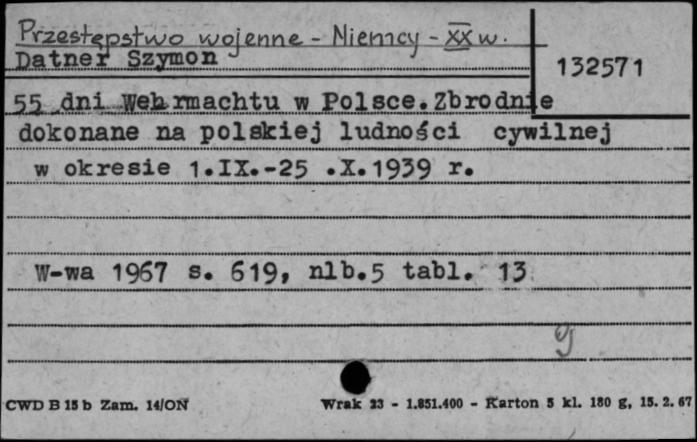 Przestępstwo wojenne - Niemcy - XX w.
Datner Szymon
132571
55 dni Wehrmachtu w Polsce.Zbrodnie
dokonane na polskiej ludności cywilnej
w okresie 1.IX.-25 .X.1939 r.
W-wa 1967 s. 619, nlb.5 tabl. 13
CWD B 15 b Zam. 14/ON
Wrak 23 - 1.851.400 - Karton 5 kl. 180 g, 15. 2. 67